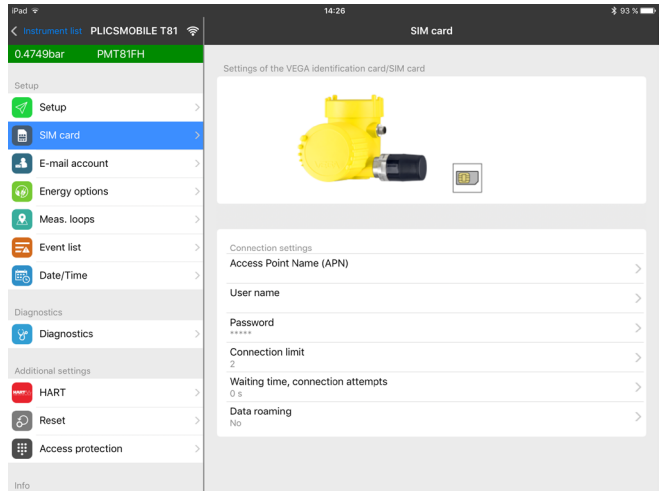 iPad
14:26
93 %
Instrument list
PLICSMOBILE T81
SIM card
0.4749bar PMT81FH
Setup
Setup
SIM card
E-mail account
Energy options
Meas. loops
Event list
Date/Time
Diagnostics
Diagnostics
Additional settings
HART
HART
Reset
Access protection
Info
Settings of the VEGA identification card/SIM card
Connection settings
Access Point Name (APN)
User name
Password
*****
Connection limit
2
Waiting time, connection attempts
0 s
Data roaming
No